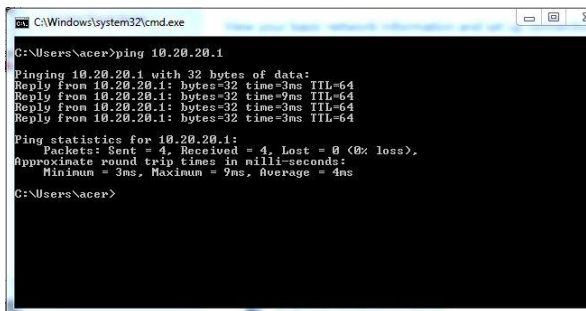 C:\Windows\system32\cmd.exe
C:\Users\acer>ping 10.20.20.1
Pinging 10.20.20.1 with 32 bytes of data:
Reply from 10.20.20.1: bytes=32 time=3ms TTL=64
Reply from 10.20.20.1: bytes=32 time=9ms TTL=64
Reply from 10.20.20.1: bytes=32 time=3ms TTL=64
Reply from 10.20.20.1: bytes=32 time=3ms TTL=64
Ping statistics for 10.20.20.1:
Packets: Sent = 4, Received = 4, Lost = 0 (0% loss),
Approximate round trip times in milli-seconds:
Minimum = 3ms, Maximum = 9ms, Average = 4ms
C:\Users\acer>